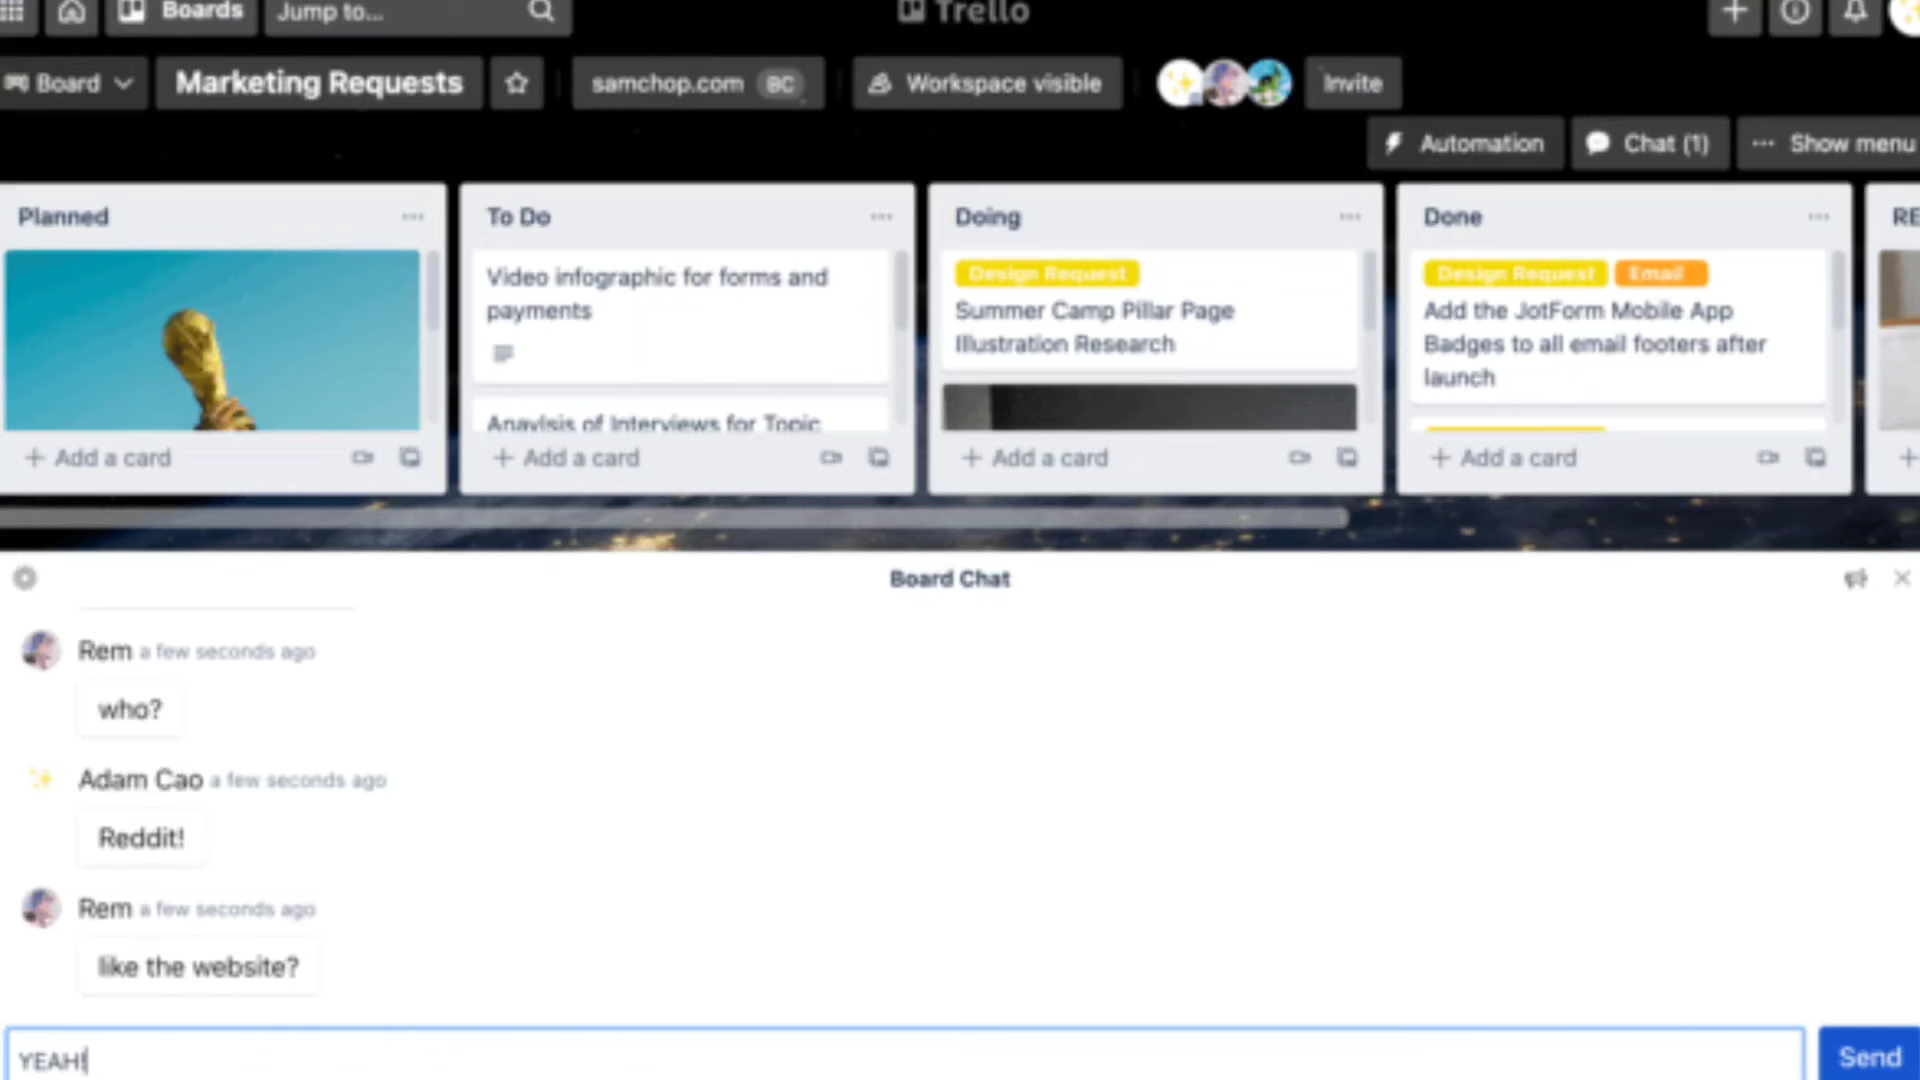 Boards
Jump to...
Trello
Board
Marketing Requests
samchop.com BC
Workspace visible
Invite
Automation
Chat (1)
Show menu
Planned
Add a card
To Do
Video infographic for forms and
payments
Anaylsis of Interviews for Topic
Add a card
Doing
Design Request
Summer Camp Pillar Page
Illustration Research
Add a card
Done
Design Request Email
Add the JotForm Mobile App
Badges to all email footers after
launch
Add a card
RE
Board Chat
Rem a few seconds ago
who?
Adam Cao a few seconds ago
Reddit!
Rem a few seconds ago
like the website?
YEAH!
Send